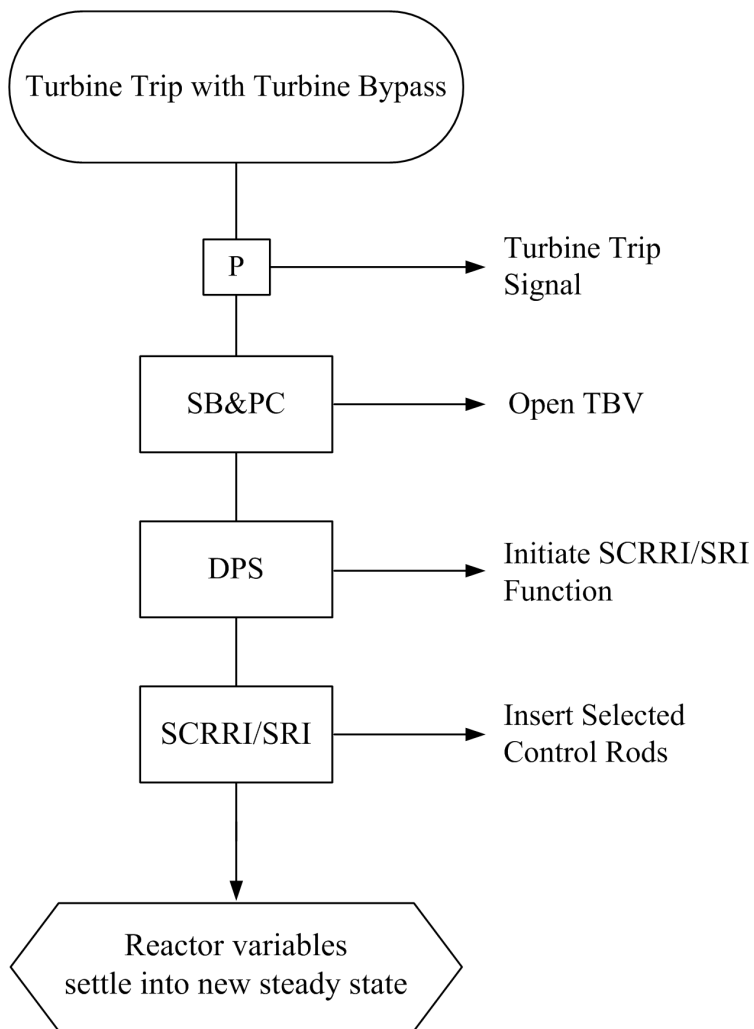 Turbine Trip with Turbine Bypass
P
Turbine Trip
Signal
SB&PC
Open TBV
DPS
Initiate SCRRI/SRI
Function
SCRRI/SRI
Insert Selected
Control Rods
Reactor variables
settle into new steady state